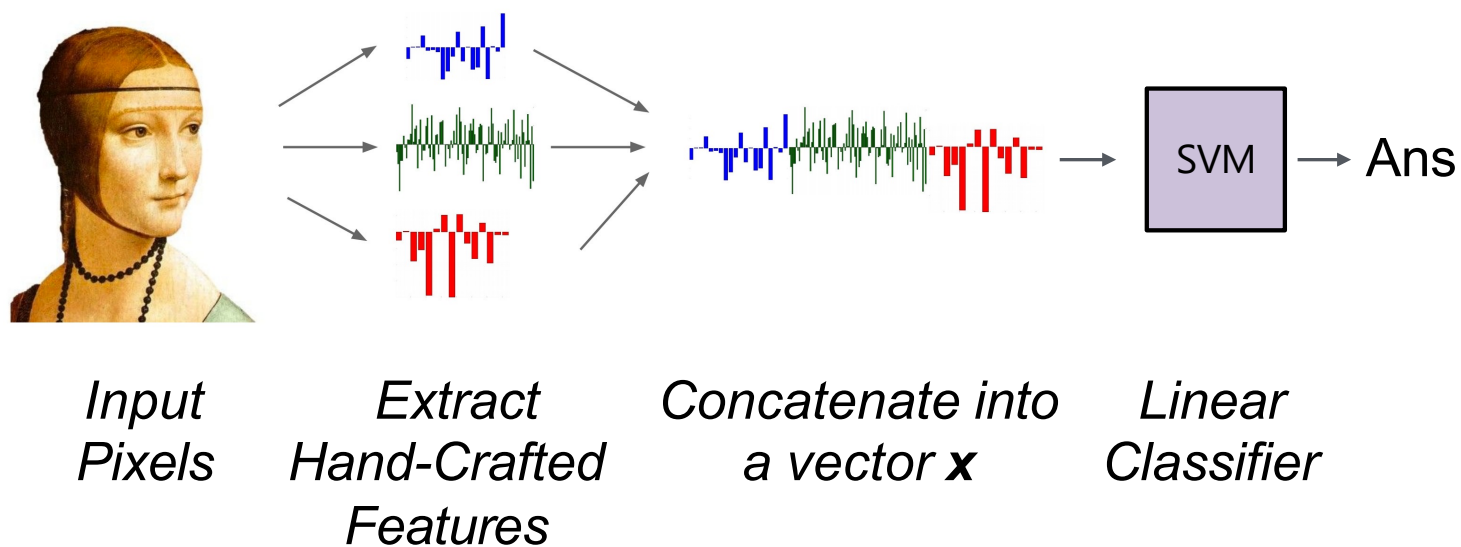 SVM
Ans
Input
Pixels
Extract
Hand-Crafted
Features
Concatenate into
a vector x
Linear
Classifier